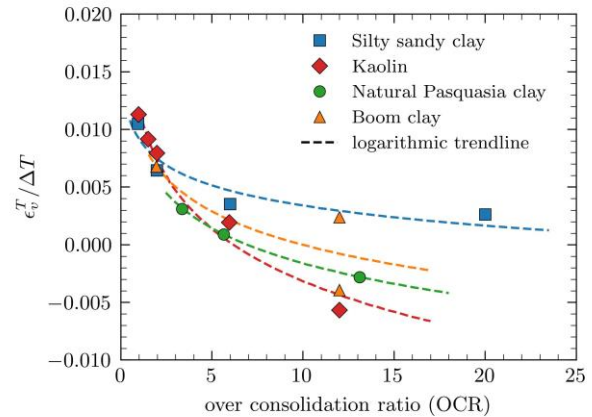 0.020
0.015
0.010
0.005
0.000
−0.005
−0.010
ϵ_v^T/ΔT
Silty sandy clay
Kaolin
Natural Pasquasia clay
Boom clay
logarithmic trendline
0 5 10 15 20 25
over consolidation ratio (OCR)